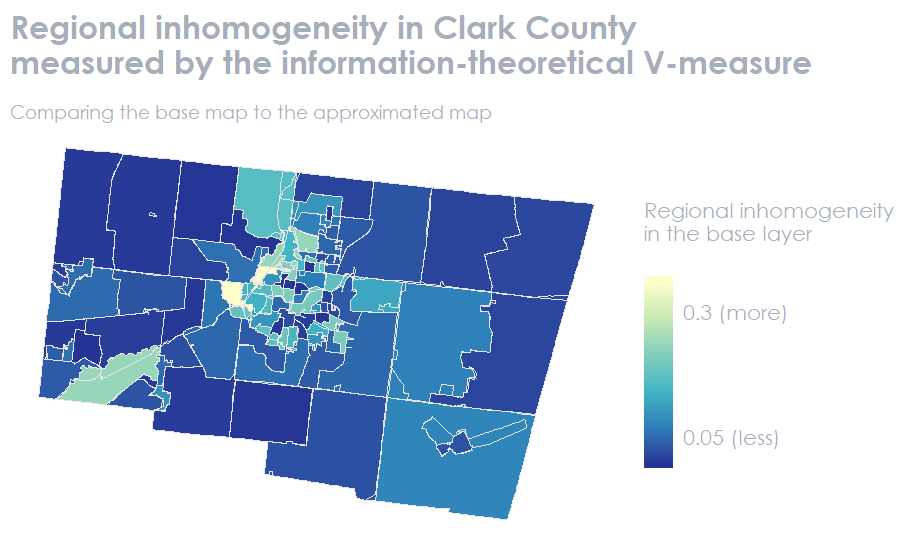 Regional inhomogeneity in Clark County
measured by the information-theoretical V-measure
Comparing the base map to the approximated map
Regional inhomogeneity
in the base layer
0.3 (more)
0.05 (less)